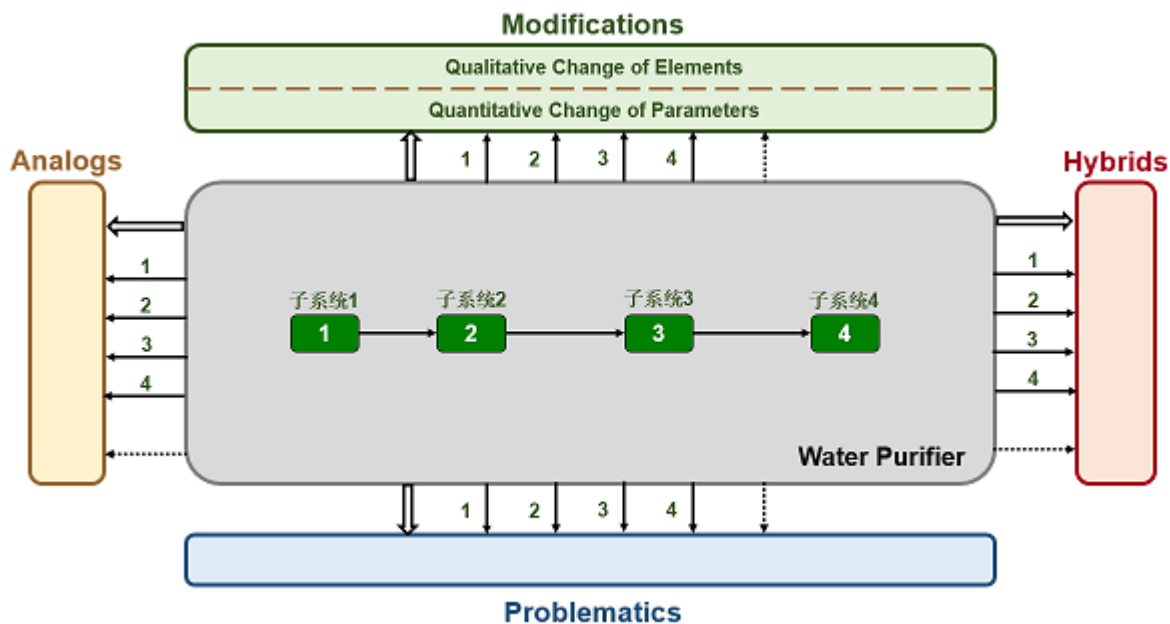 Modifications
Qualitative Change of Elements
Quantitative Change of Parameters
1 2 3 4
Analogs
Hybrids
1
2
3
4
子系统1 子系统2 子系统3 子系统4
1 2 3 4
1
2
3
4
Water Purifier
1 2 3 4
Problematics